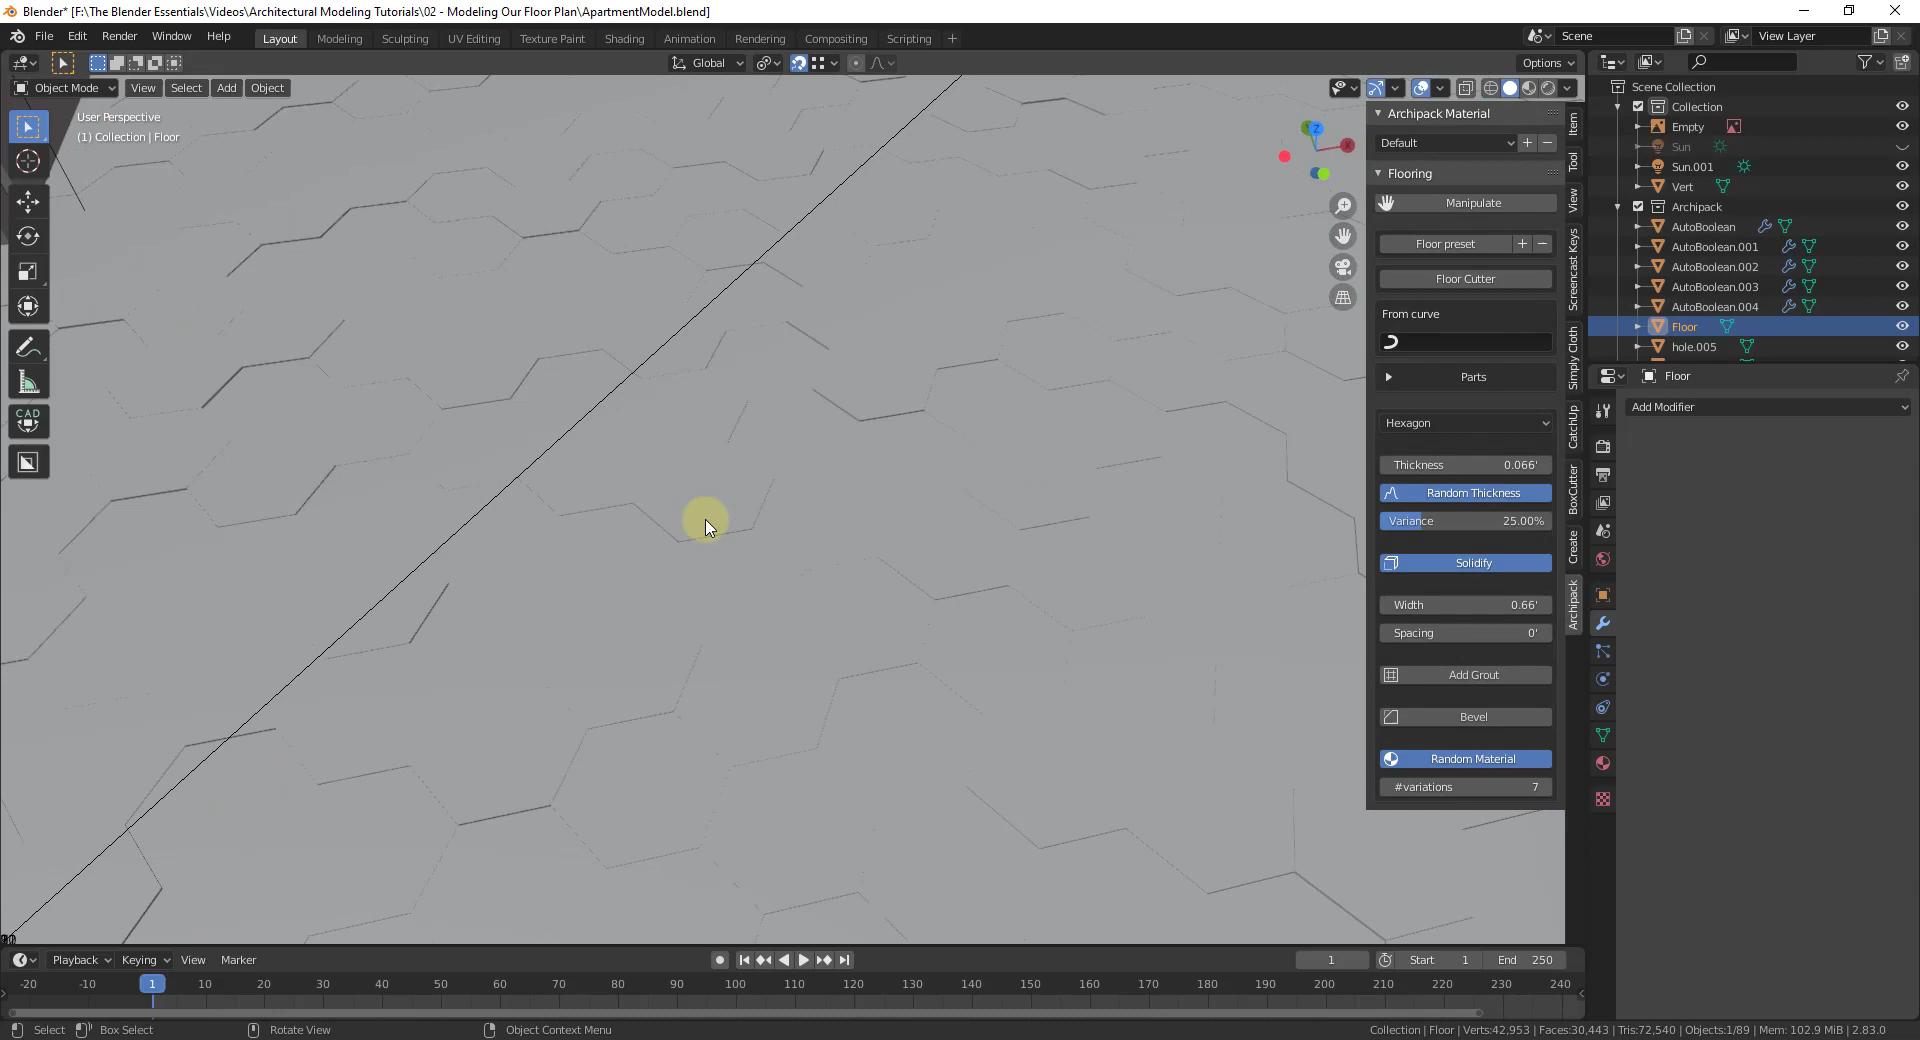 Blender* [F:\The Blender Essentials\Videos\Architectural Modeling Tutorials\02 - Modeling Our Floor Plan\ApartmentModel.blend]
File Edit Render Window Help Layout Modeling Sculpting UV Editing Texture Paint Shading Animation Rendering Compositing Scripting + Scene View Layer
Global Options
Object Mode View Select Add Object
User Perspective
(1) Collection | Floor
CAD
Z
X
Y
Archipack Material
Default
Flooring
Manipulate
Floor preset
Floor Cutter
From curve
Parts
Hexagon
Thickness 0.066'
Random Thickness
Variance 25.00%
Solidify
Width 0.66'
Spacing 0'
Add Grout
Bevel
Random Material
#variations 7
Item
Tool
View
Screencast Keys
Simply Cloth
CatchUp
BoxCutter
Create
Archipack
Scene Collection
Collection
Empty
Sun
Sun.001
Vert
Archipack
AutoBoolean
AutoBoolean.001
AutoBoolean.002
AutoBoolean.003
AutoBoolean.004
Floor
hole.005
Floor
Add Modifier
Playback Keying View Marker 1 Start 1 End 250
-20 -10 1 10 20 30 40 50 60 70 80 90 100 110 120 130 140 150 160 170 180 190 200 210 220 230 240
Select Box Select Rotate View Object Context Menu Collection | Floor | Verts:42,953 | Faces:30,443 | Tris:72,540 | Objects:1/89 | Mem: 102.9 MiB | 2.83.0